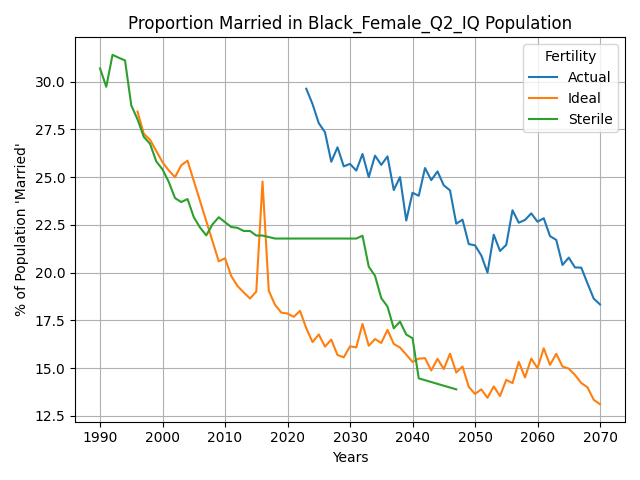 Proportion Married in Black_Female_Q2_IQ Population
Fertility
Actual
Ideal
Sterile
% of Population 'Married'
30.0
27.5
25.0
22.5
20.0
17.5
15.0
12.5
1990 2000 2010 2020 2030 2040 2050 2060 2070
Years